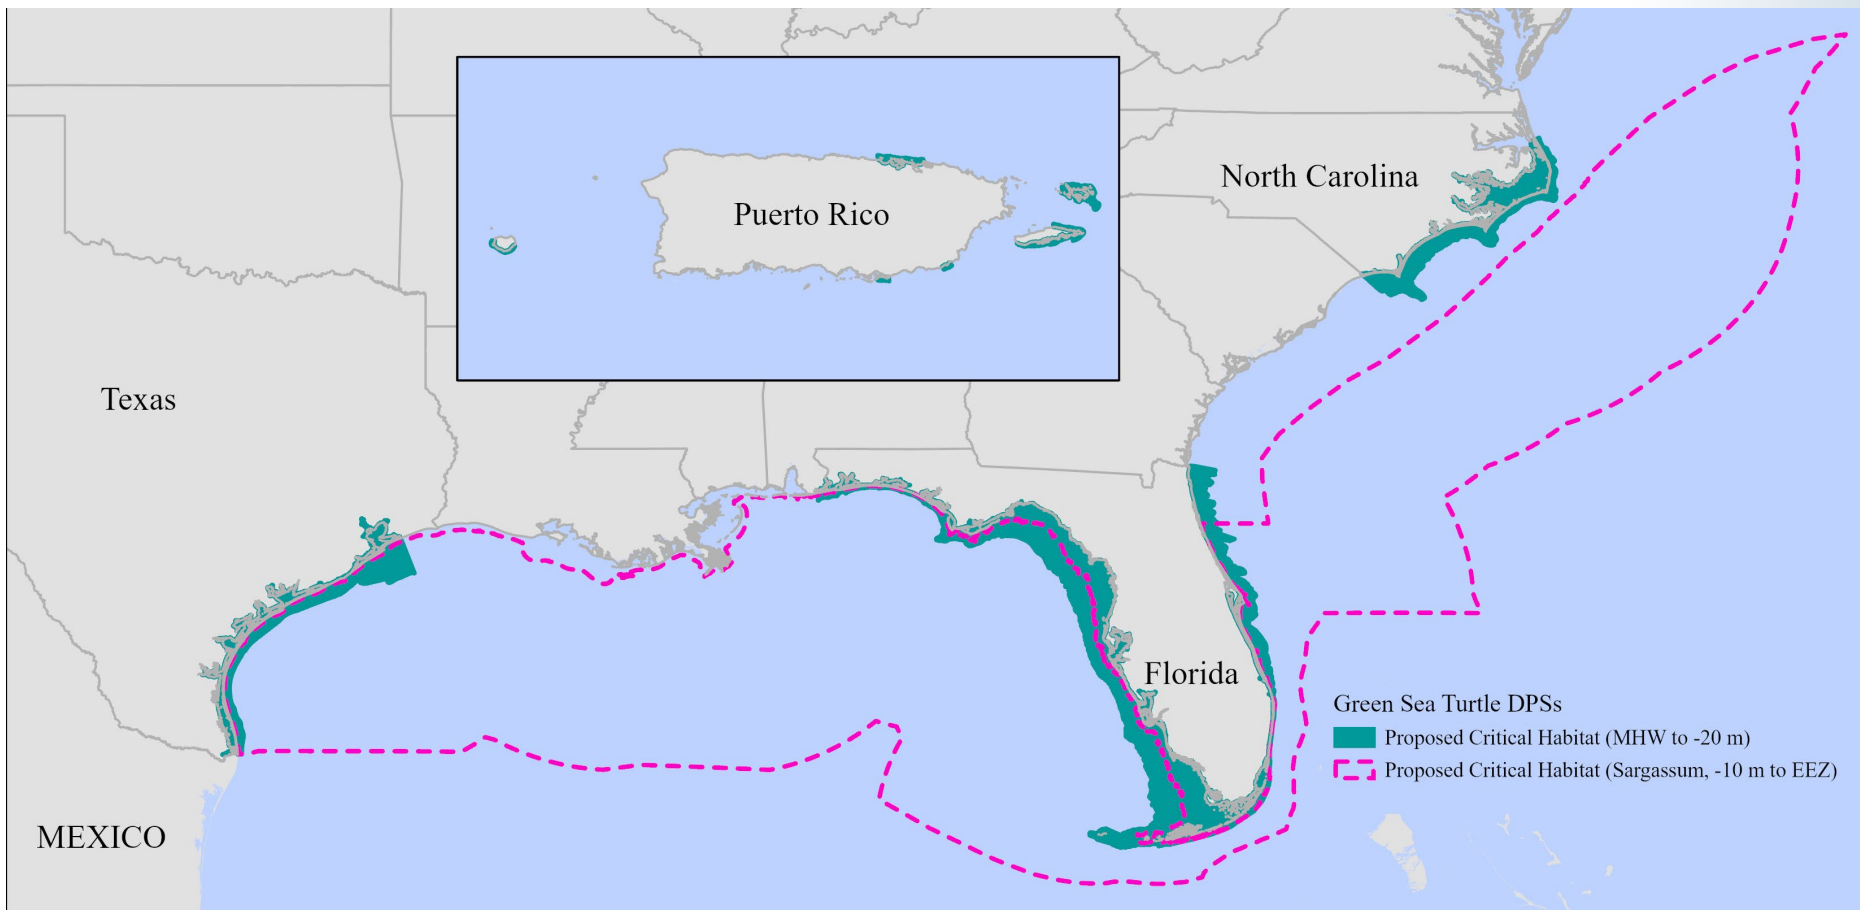 North Carolina
Puerto Rico
Texas
Florida
Green Sea Turtle DPSs
Proposed Critical Habitat (MHW to -20 m)
Proposed Critical Habitat (Sargassum, -10 m to EEZ)
MEXICO